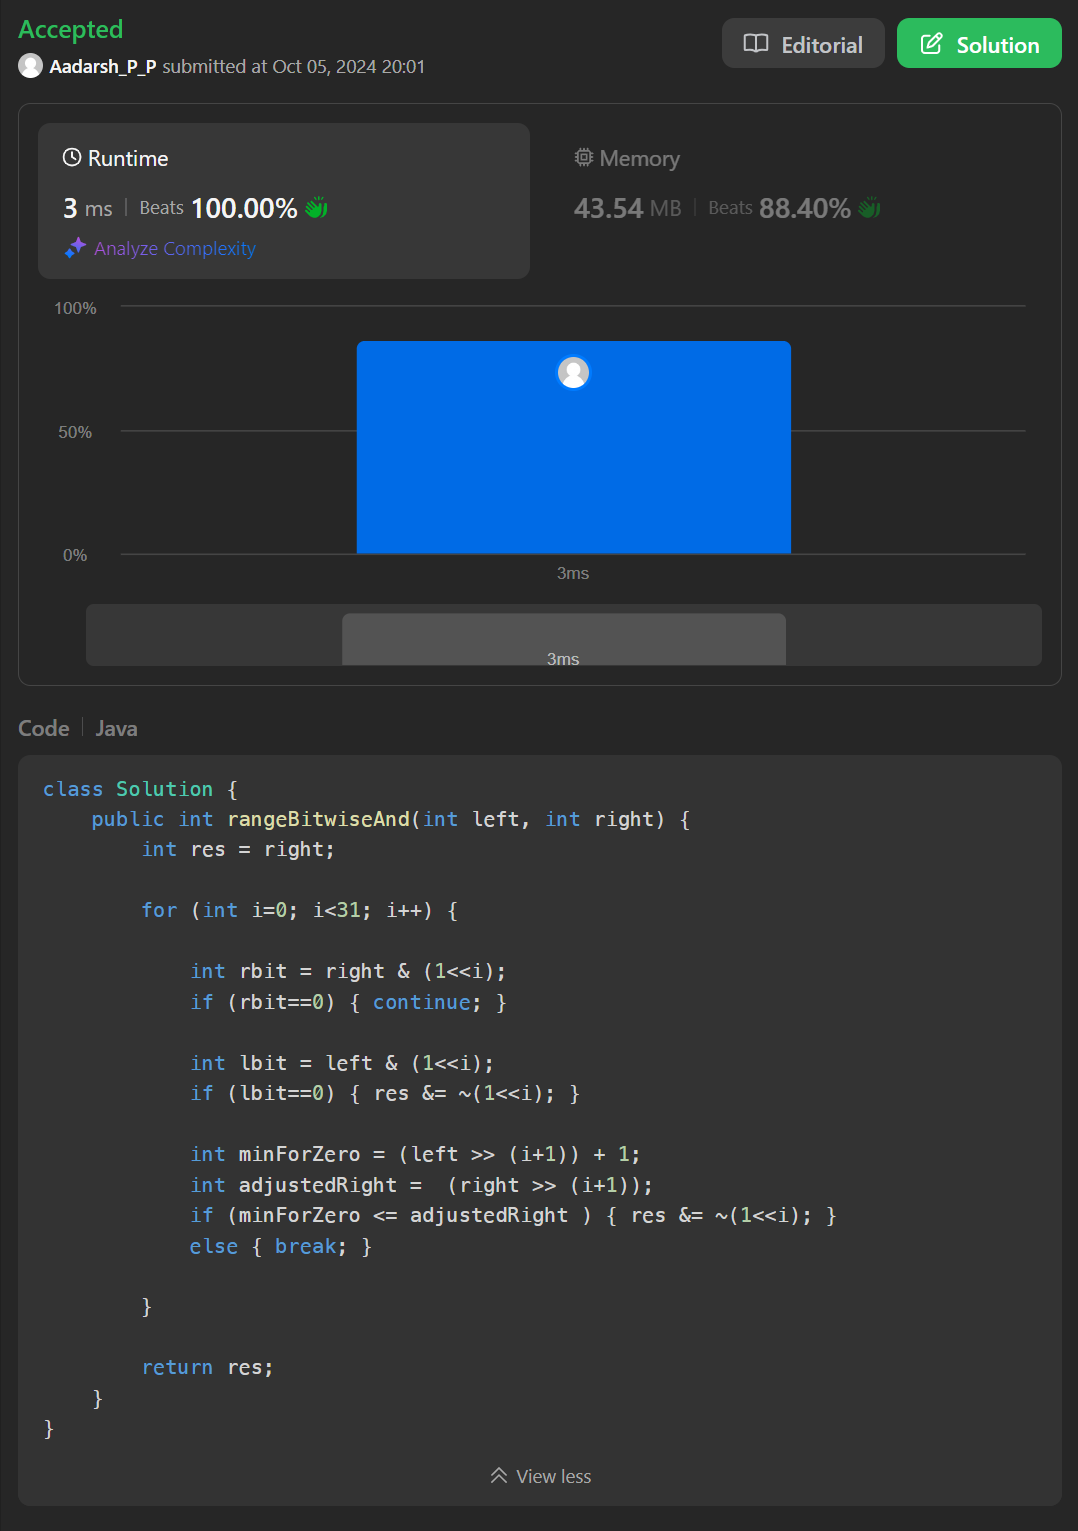 Accepted
Editorial
Solution
Aadarsh_P_P submitted at Oct 05, 2024 20:01
Runtime
3 ms | Beats 100.00%
Analyze Complexity
Memory
43.54 MB | Beats 88.40%
100%
50%
0%
3ms
3ms
Code | Java
class Solution {
    public int rangeBitwiseAnd(int left, int right) {
        int res = right;
        for (int i=0; i<31; i++) {
            int rbit = right & (1<<i);
            if (rbit==0) { continue; }
            int lbit = left & (1<<i);
            if (lbit==0) { res &= ~(1<<i); }
            int minForZero = (left >> (i+1)) + 1;
            int adjustedRight =  (right >> (i+1));
            if (minForZero <= adjustedRight ) { res &= ~(1<<i); }
            else { break; }
        }
        return res;
    }
}
View less